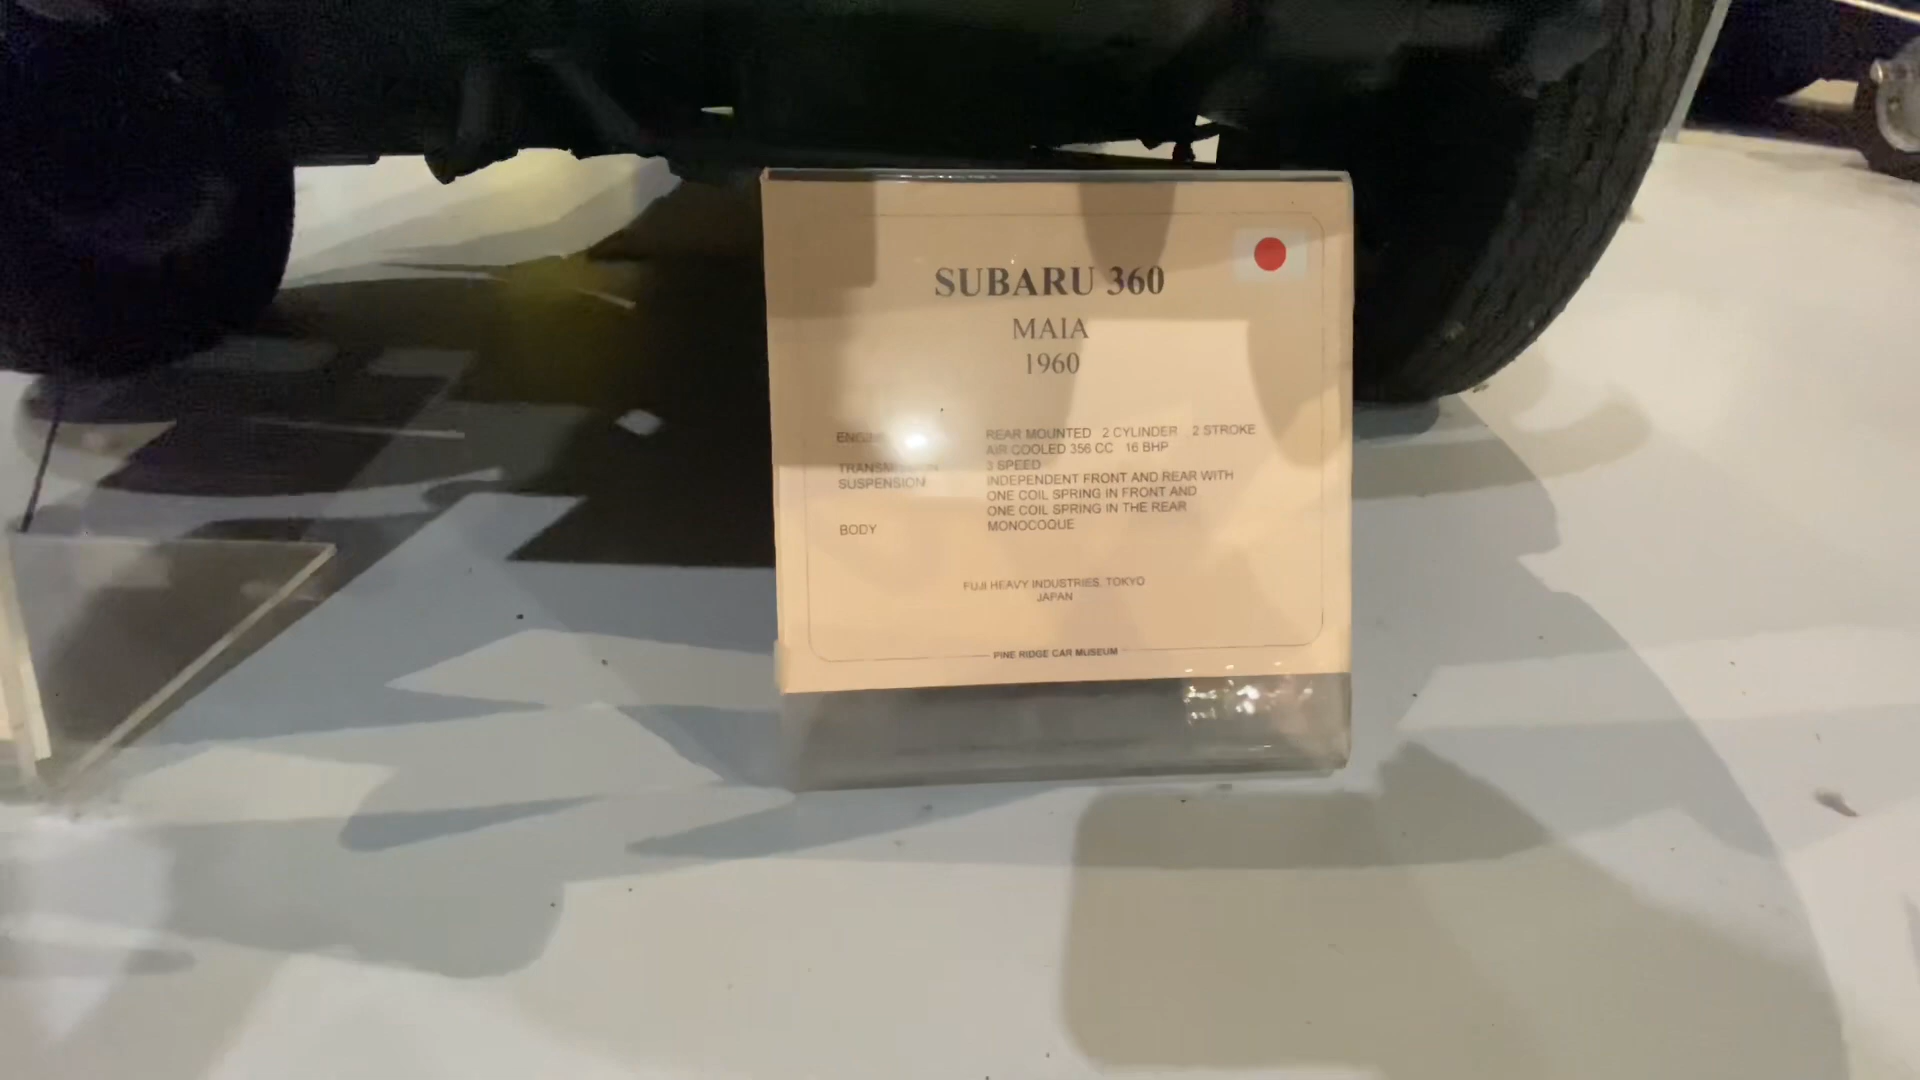 SUBARU 360
MAIA
1960
ENGINE REAR MOUNTED 2 CYLINDER 2 STROKE
AIR COOLED 356 CC 16 BHP
TRANSMISSION 3 SPEED
SUSPENSION INDEPENDENT FRONT AND REAR WITH
ONE COIL SPRING IN FRONT AND
ONE COIL SPRING IN THE REAR
BODY MONOCOQUE
FUJI HEAVY INDUSTRIES, TOKYO
JAPAN
PINE RIDGE CAR MUSEUM